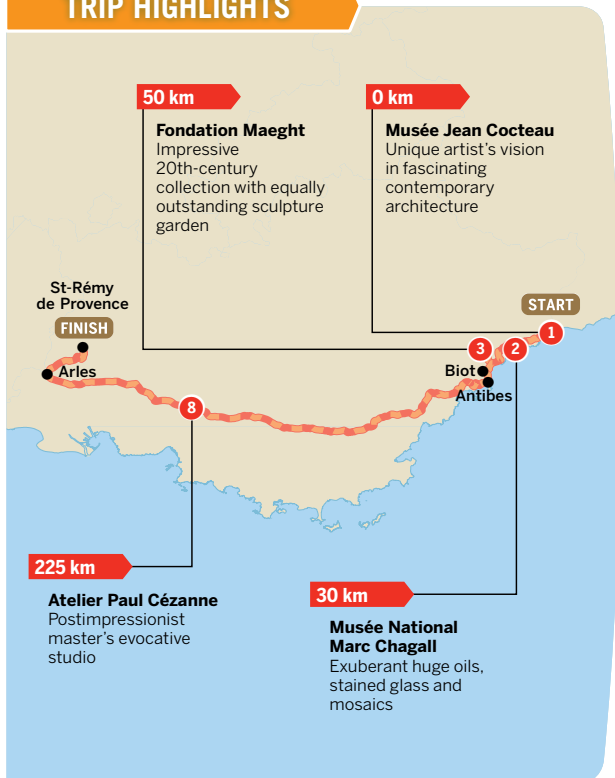 TRIP HIGHLIGHTS
50 km
Fondation Maeght
Impressive
20th-century
collection with equally
outstanding sculpture
garden
0 km
Musée Jean Cocteau
Unique artist's vision
in fascinating
contemporary
architecture
St-Rémy
de Provence
FINISH
Arles
START
1
2
3
Biot
Antibes
8
225 km
Atelier Paul Cézanne
Postimpressionist
master's evocative
studio
30 km
Musée National
Marc Chagall
Exuberant huge oils,
stained glass and
mosaics